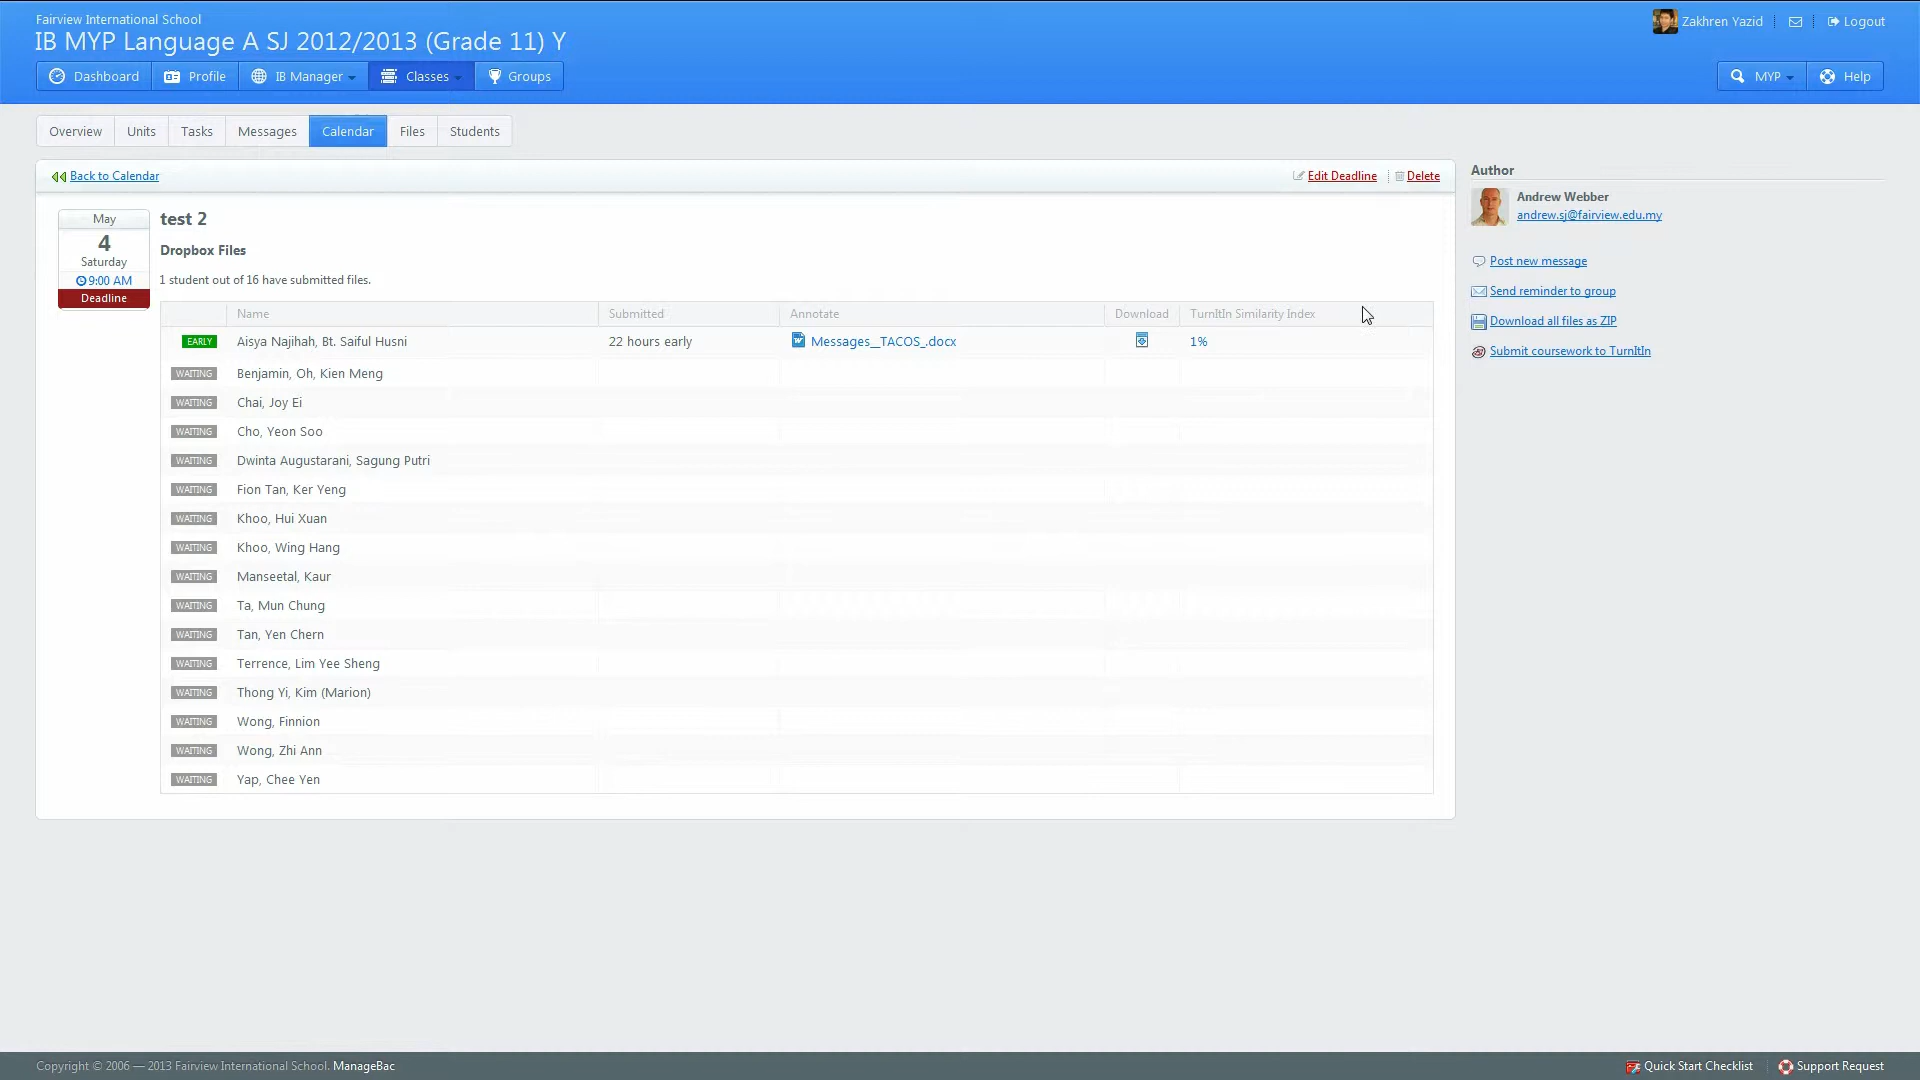 Fairview International School
IB MYP Language A SJ 2012/2013 (Grade 11) Y
Zakhren Yazid
Logout
Dashboard
Profile
IB Manager
Classes
Groups
MYP
Help
Overview
Units
Tasks
Messages
Calendar
Files
Students
Back to Calendar
Edit Deadline
Delete
May
4
Saturday
9:00 AM
Deadline
test 2
Dropbox Files
1 student out of 16 have submitted files.
Name Submitted Annotate Download TurnItIn Similarity Index
EARLY Aisya Najihah, Bt. Saiful Husni 22 hours early Messages__TACOS_.docx 1%
WAITING Benjamin, Oh, Kien Meng
WAITING Chai, Joy Ei
WAITING Cho, Yeon Soo
WAITING Dwinta Augustarani, Sagung Putri
WAITING Fion Tan, Ker Yeng
WAITING Khoo, Hui Xuan
WAITING Khoo, Wing Hang
WAITING Manseetal, Kaur
WAITING Ta, Mun Chung
WAITING Tan, Yen Chern
WAITING Terrence, Lim Yee Sheng
WAITING Thong Yi, Kim (Marion)
WAITING Wong, Finnion
WAITING Wong, Zhi Ann
WAITING Yap, Chee Yen
Author
Andrew Webber
andrew.sj@fairview.edu.my
Post new message
Send reminder to group
Download all files as ZIP
Submit coursework to TurnItIn
Copyright © 2006 — 2013 Fairview International School. ManageBac
Quick Start Checklist
Support Request